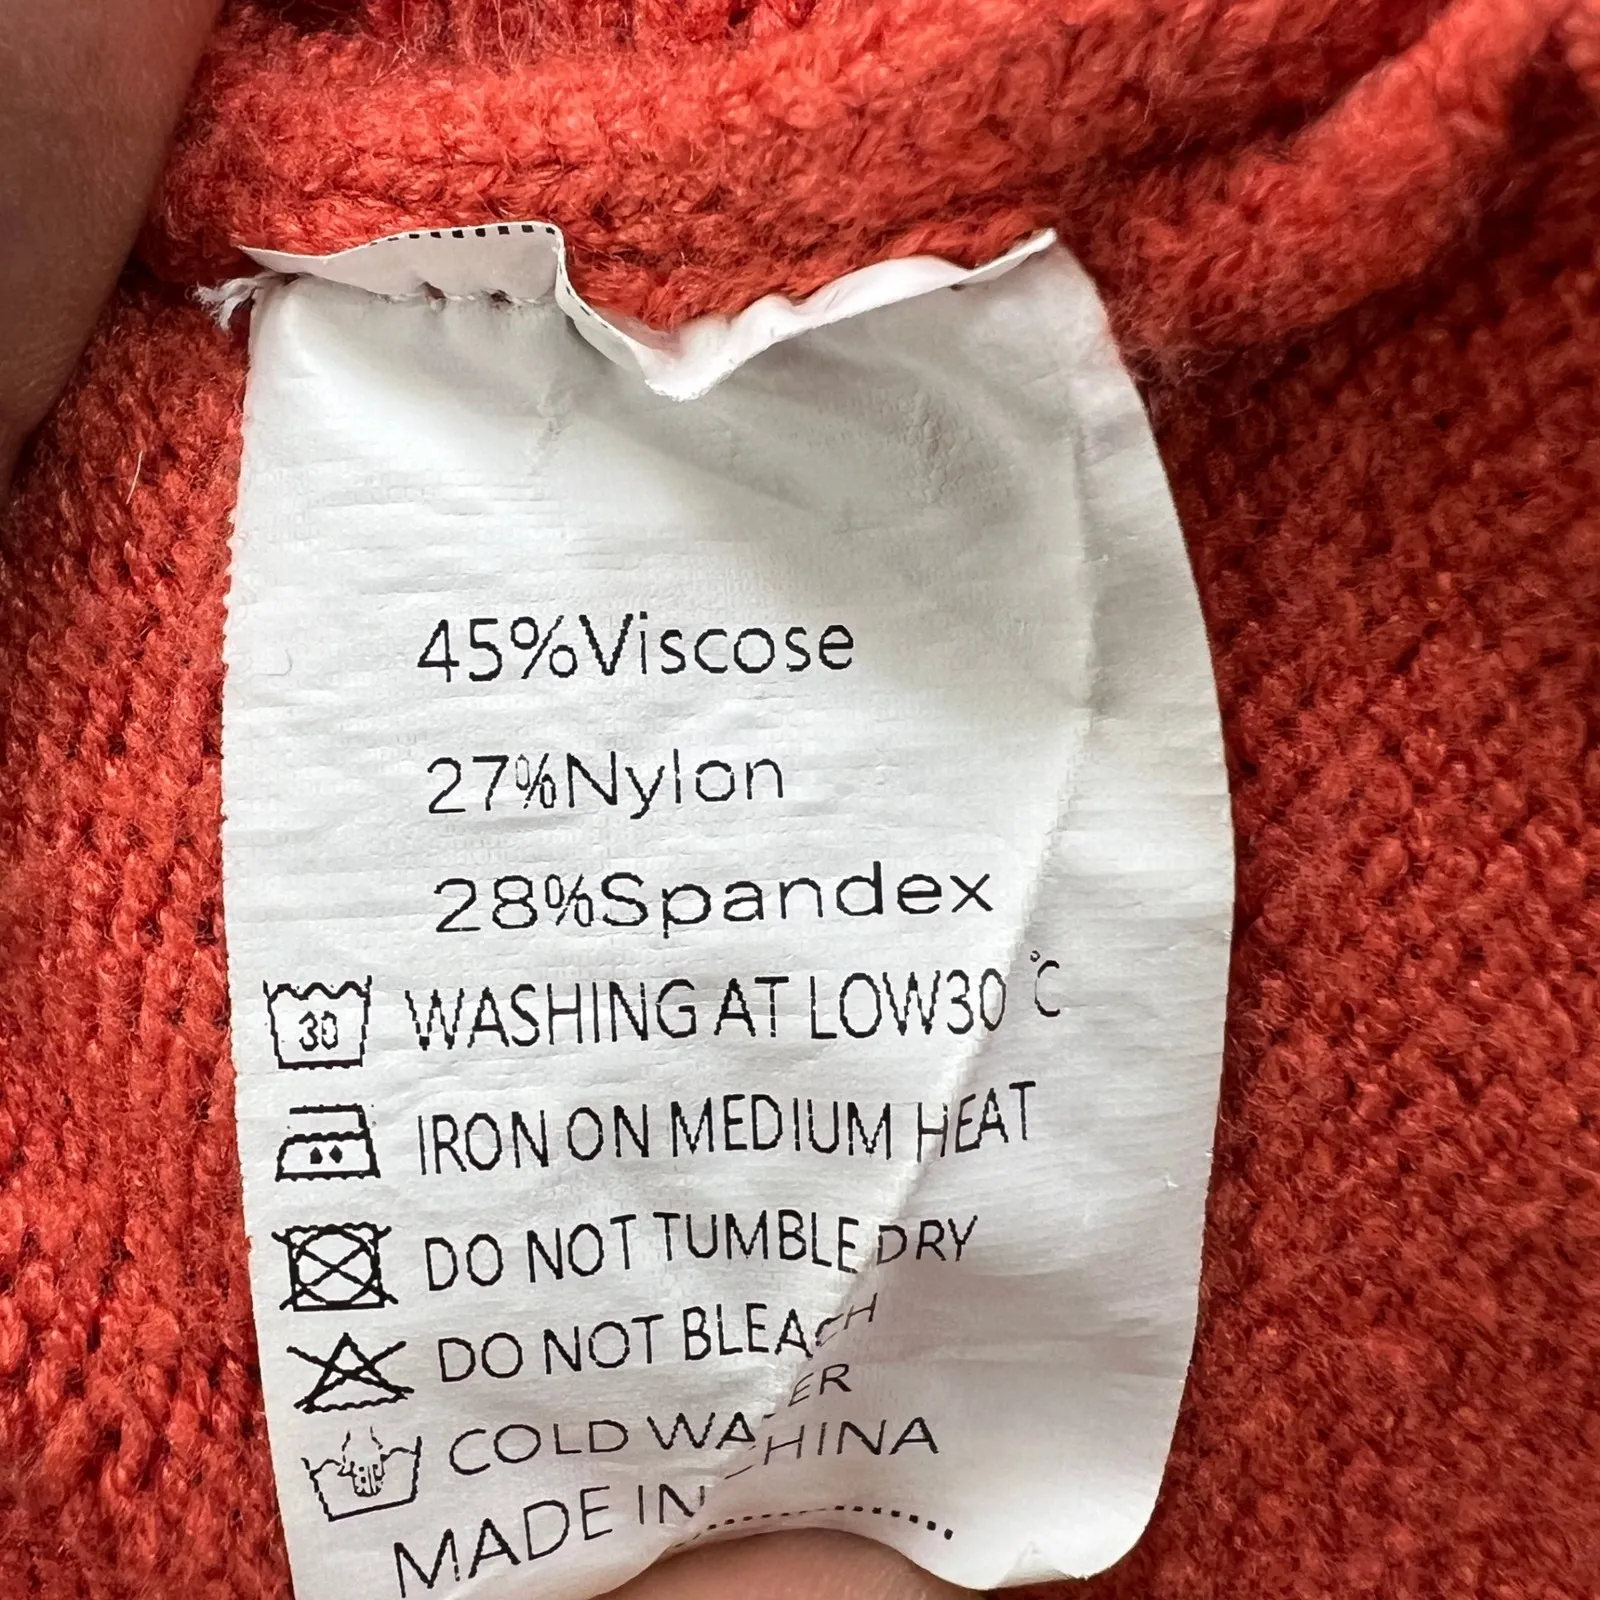 45%Viscose
27%Nylon
28%Spandex
30 WASHING AT LOW30 °C
IRON ON MEDIUM HEAT
DO NOT TUMBLE DRY
DO NOT BLEACH
COLD WATER
MADE IN CHINA